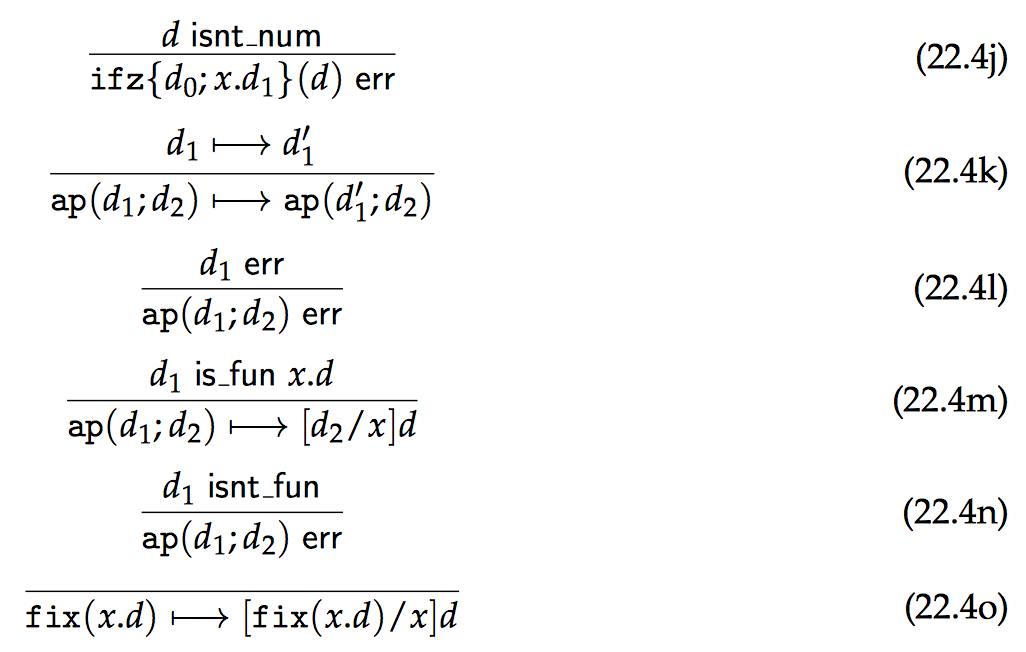 d isnt_num
ifz{d₀; x.d₁}(d) err (22.4j)
d₁ ⟼ d₁′
ap(d₁; d₂) ⟼ ap(d₁′; d₂) (22.4k)
d₁ err
ap(d₁; d₂) err (22.4l)
d₁ is_fun x.d
ap(d₁; d₂) ⟼ [d₂/x]d (22.4m)
d₁ isnt_fun
ap(d₁; d₂) err (22.4n)
fix(x.d) ⟼ [fix(x.d)/x]d (22.4o)